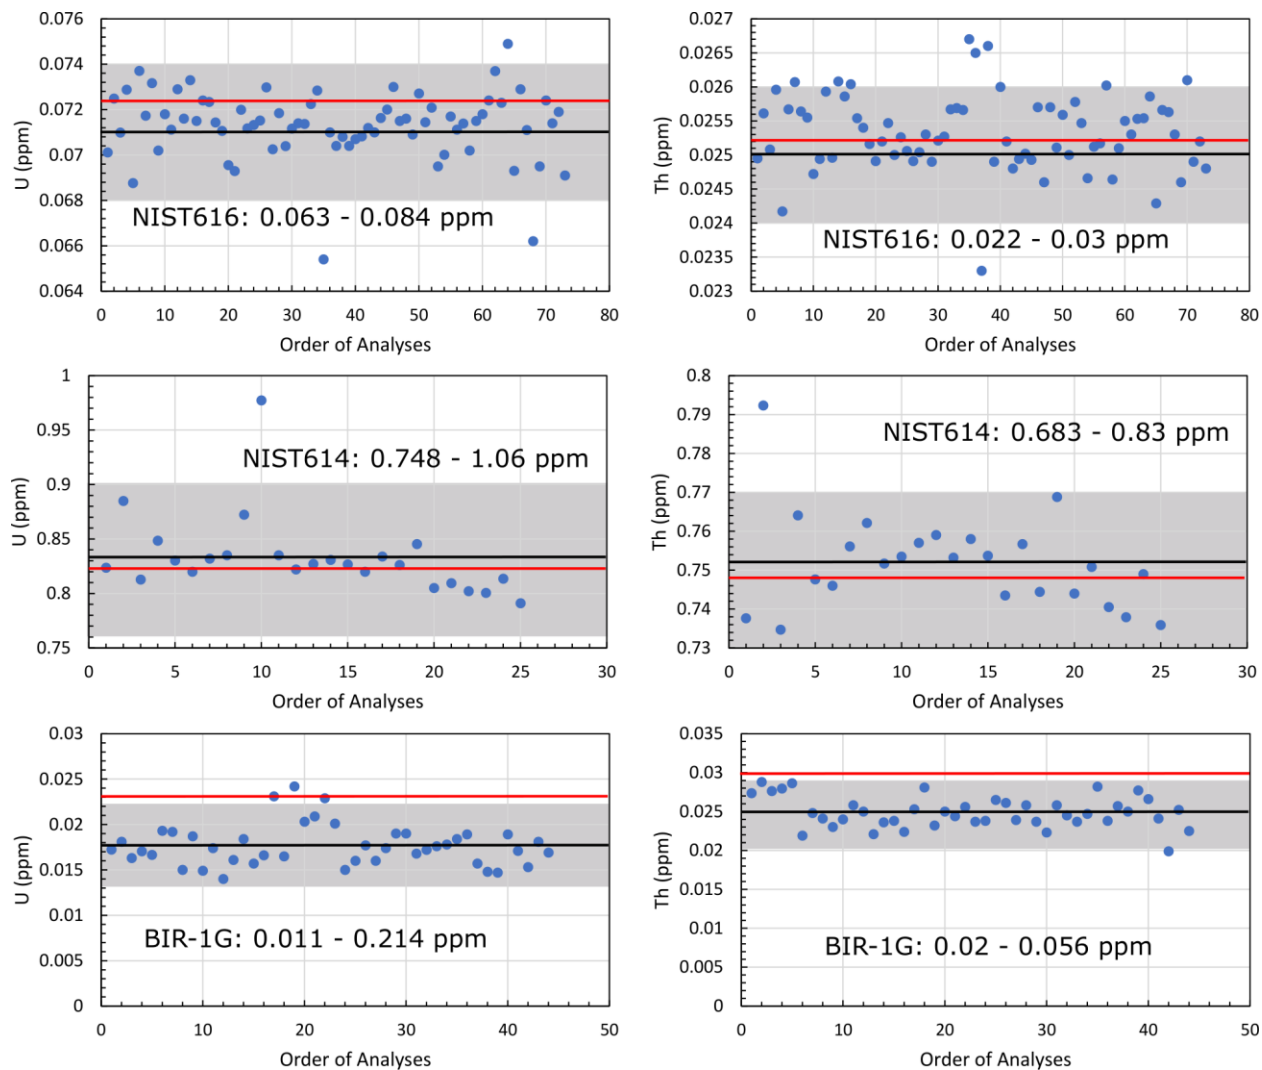 0.076
0.074
0.072
0.07
0.068
0.066
0.064
U (ppm)
NIST616: 0.063 - 0.084 ppm
0 10 20 30 40 50 60 70 80
Order of Analyses
0.027
0.0265
0.026
0.0255
0.025
0.0245
0.024
0.0235
0.023
Th (ppm)
NIST616: 0.022 - 0.03 ppm
0 10 20 30 40 50 60 70 80
Order of Analyses
1
0.95
0.9
0.85
0.8
0.75
U (ppm)
NIST614: 0.748 - 1.06 ppm
0 5 10 15 20 25 30
Order of Analyses
0.8
0.79
0.78
0.77
0.76
0.75
0.74
0.73
Th (ppm)
NIST614: 0.683 - 0.83 ppm
0 5 10 15 20 25 30
Order of Analyses
0.03
0.025
0.02
0.015
0.01
0.005
0
U (ppm)
BIR-1G: 0.011 - 0.214 ppm
0 10 20 30 40 50
Order of Analyses
0.035
0.03
0.025
0.02
0.015
0.01
0.005
0
Th (ppm)
BIR-1G: 0.02 - 0.056 ppm
0 10 20 30 40 50
Order of Analyses